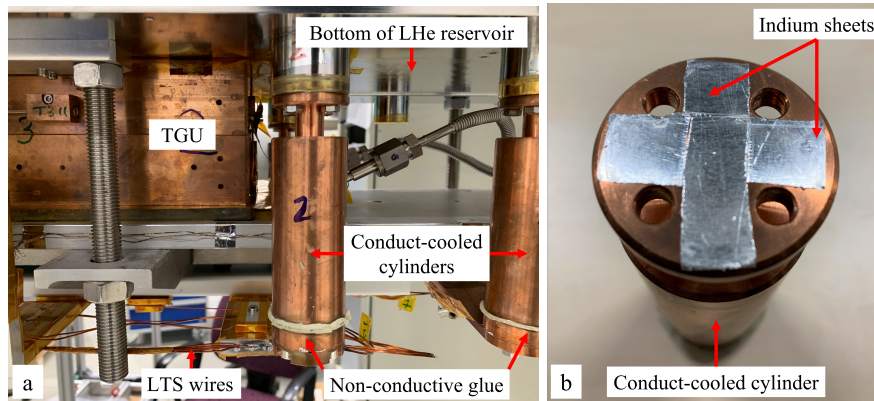 Bottom of LHe reservoir
TGU
T311
3
2
Conduct-cooled
cylinders
LTS wires
Non-conductive glue
a
Indium sheets
Conduct-cooled cylinder
b